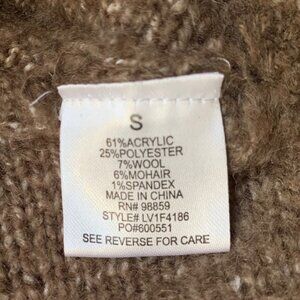 S
61%ACRYLIC
25%POLYESTER
7%WOOL
6%MOHAIR
1%SPANDEX
MADE IN CHINA
RN# 98859
STYLE# LV1F4186
PO#600551
SEE REVERSE FOR CARE